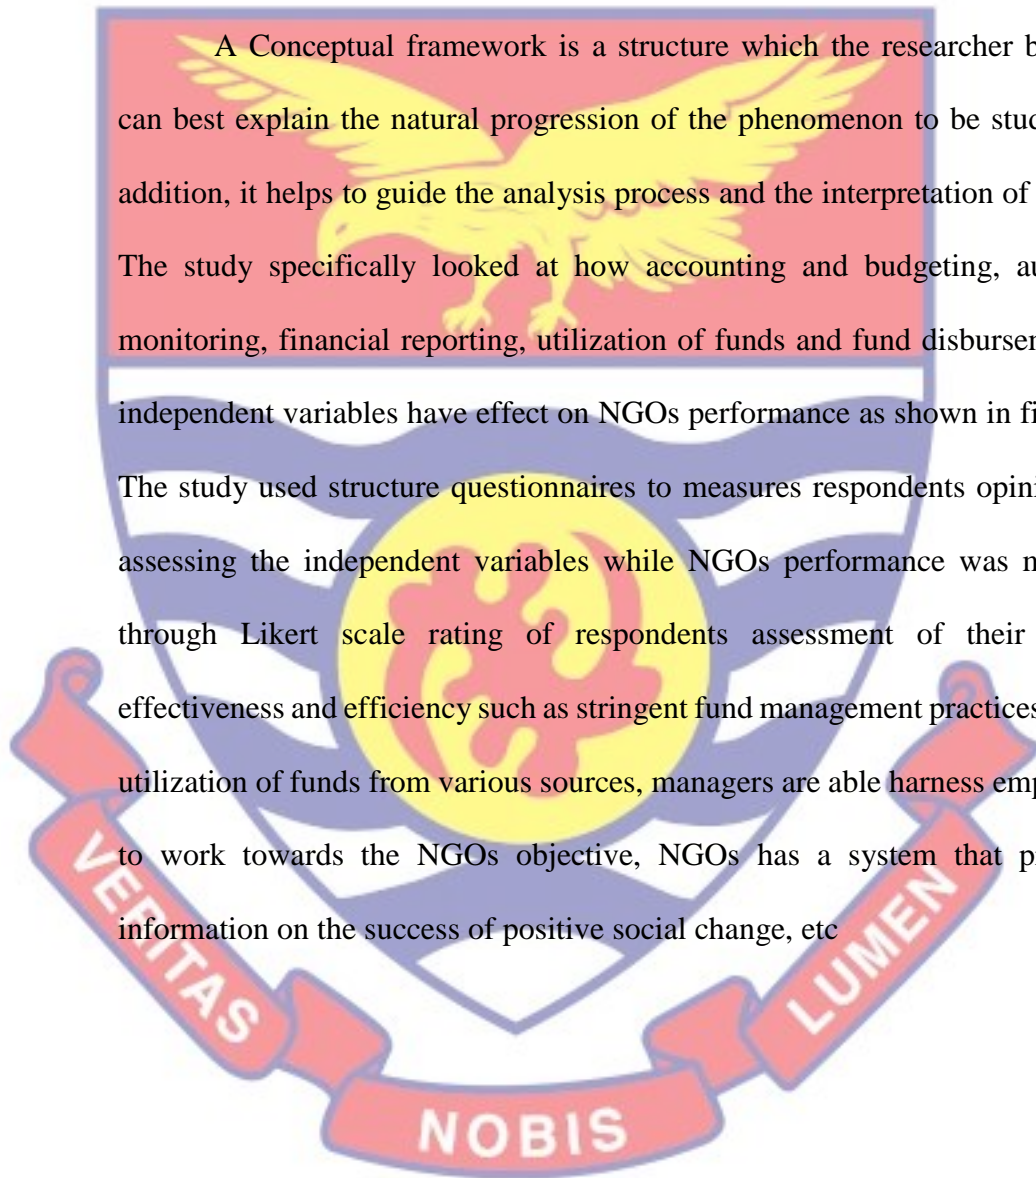 A Conceptual framework is a structure which the researcher b
can best explain the natural progression of the phenomenon to be stud
addition, it helps to guide the analysis process and the interpretation of
The study specifically looked at how accounting and budgeting, au
monitoring, financial reporting, utilization of funds and fund disburser
independent variables have effect on NGOs performance as shown in fi
The study used structure questionnaires to measures respondents opini
assessing the independent variables while NGOs performance was m
through Likert scale rating of respondents assessment of their
effectiveness and efficiency such as stringent fund management practices
utilization of funds from various sources, managers are able harness emp
to work towards the NGOs objective, NGOs has a system that p
information on the success of positive social change, etc
VERITAS
NOBIS
LUMEN